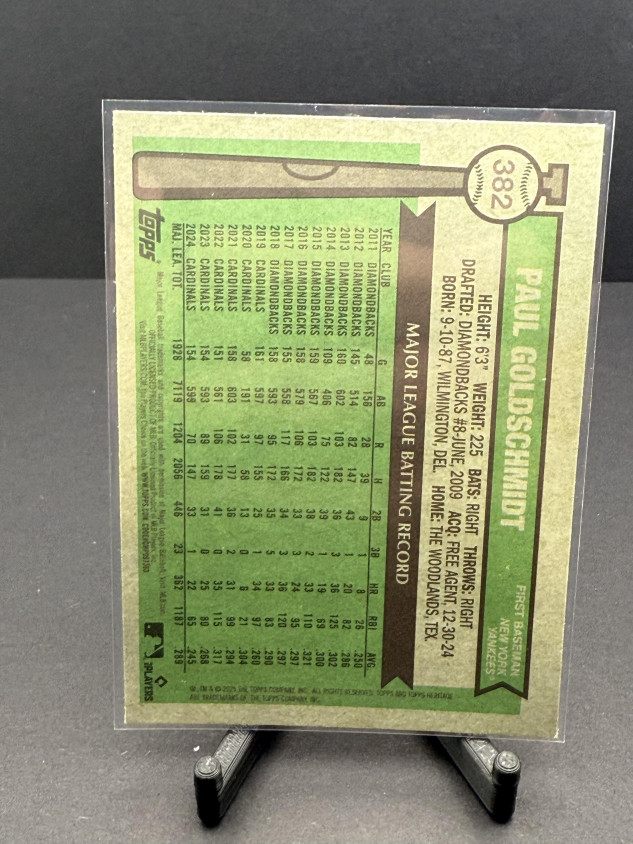 382
PAUL GOLDSCHMIDT
FIRST BASEMAN
NEW YORK
YANKEES
HEIGHT: 6'3" WEIGHT: 225 BATS: RIGHT THROWS: RIGHT
DRAFTED: DIAMONDBACKS #8-JUNE, 2009 ACQ: FREE AGENT, 12-30-24
BORN: 9-10-87, WILMINGTON, DEL. HOME: THE WOODLANDS, TEX.
MAJOR LEAGUE BATTING RECORD
YEAR CLUB G AB R H 2B 3B HR RBI AVG.
2011 DIAMONDBACKS 48 156 28 39 9 1 8 26 .250
2012 DIAMONDBACKS 145 514 82 147 43 1 20 82 .286
2013 DIAMONDBACKS 160 602 103 182 36 3 36 125 .302
2014 DIAMONDBACKS 109 406 75 122 39 1 19 69 .300
2015 DIAMONDBACKS 159 567 103 182 38 2 33 110 .321
2016 DIAMONDBACKS 158 579 106 172 33 3 24 95 .297
2017 DIAMONDBACKS 155 558 117 166 34 3 36 120 .297
2018 DIAMONDBACKS 158 593 95 172 35 5 33 83 .290
2019 CARDINALS 161 597 97 155 25 1 34 97 .260
2020 CARDINALS 58 191 31 58 13 0 6 21 .304
2021 CARDINALS 158 603 102 177 36 2 31 99 .294
2022 CARDINALS 151 561 106 178 41 0 35 115 .317
2023 CARDINALS 154 593 89 159 31 0 25 80 .268
2024 CARDINALS 154 599 70 147 33 1 22 65 .245
MAJ. LEA. TOT. 1928 7119 1204 2056 446 23 362 1187 .289
topps
OFFICIALLY LICENSED PRODUCT OF MLB
PLAYERS